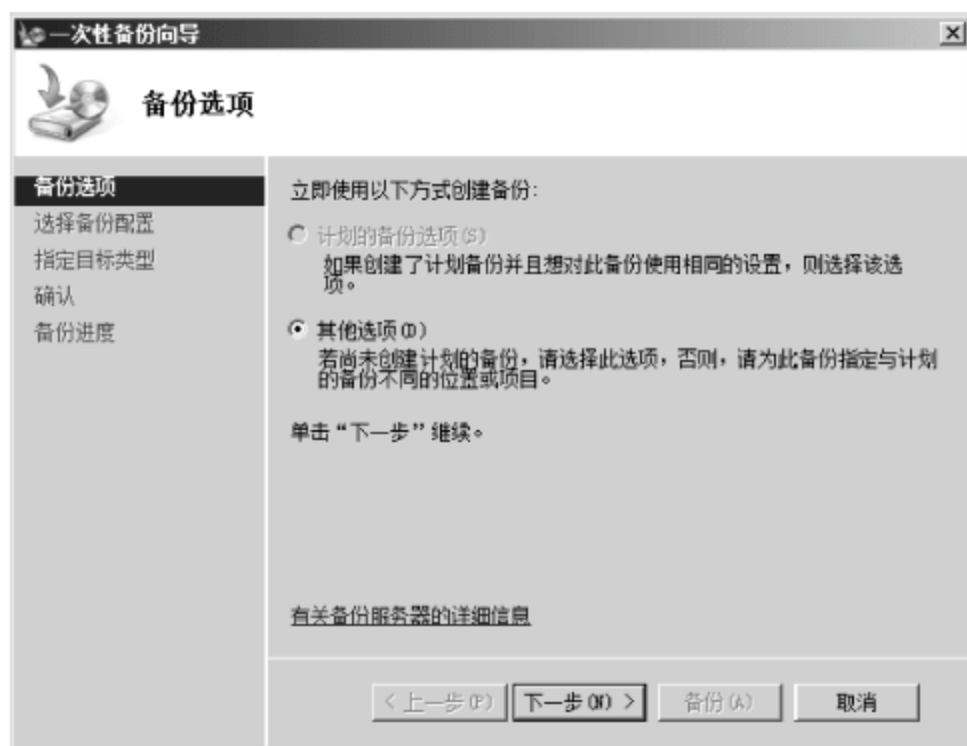 一次性备份向导
备份选项
备份选项
选择备份配置
指定目标类型
确认
备份进度
立即使用以下方式创建备份:
计划的备份选项(S)
如果创建了计划备份并且想对此备份使用相同的设置，则选择该选
项。
其他选项(D)
若尚未创建计划的备份，请选择此选项，否则，请为此备份指定与计划
的备份不同的位置或项目。
单击“下一步”继续。
有关备份服务器的详细信息
< 上一步(P)
下一步(N) >
备份(A)
取消